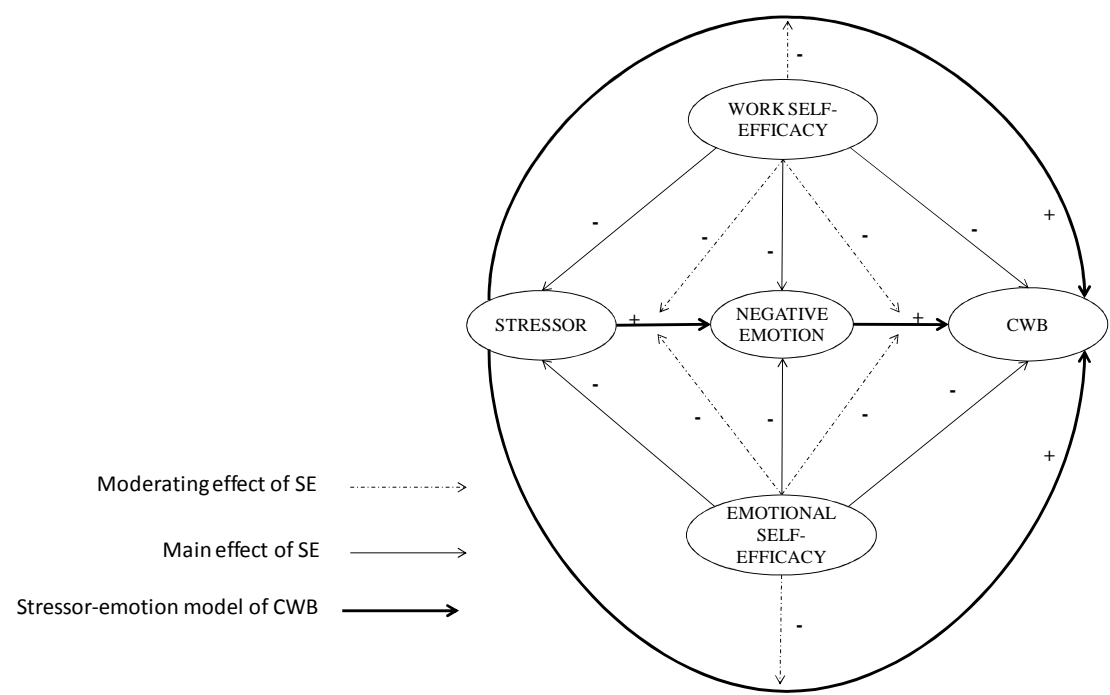 -
WORK SELF-
EFFICACY
+
-
-
-
-
-
STRESSOR
+
NEGATIVE
EMOTION
+
CWB
-
-
-
-
-
+
Moderating effect of SE
EMOTIONAL
SELF-
EFFICACY
Main effect of SE
Stressor-emotion model of CWB
-